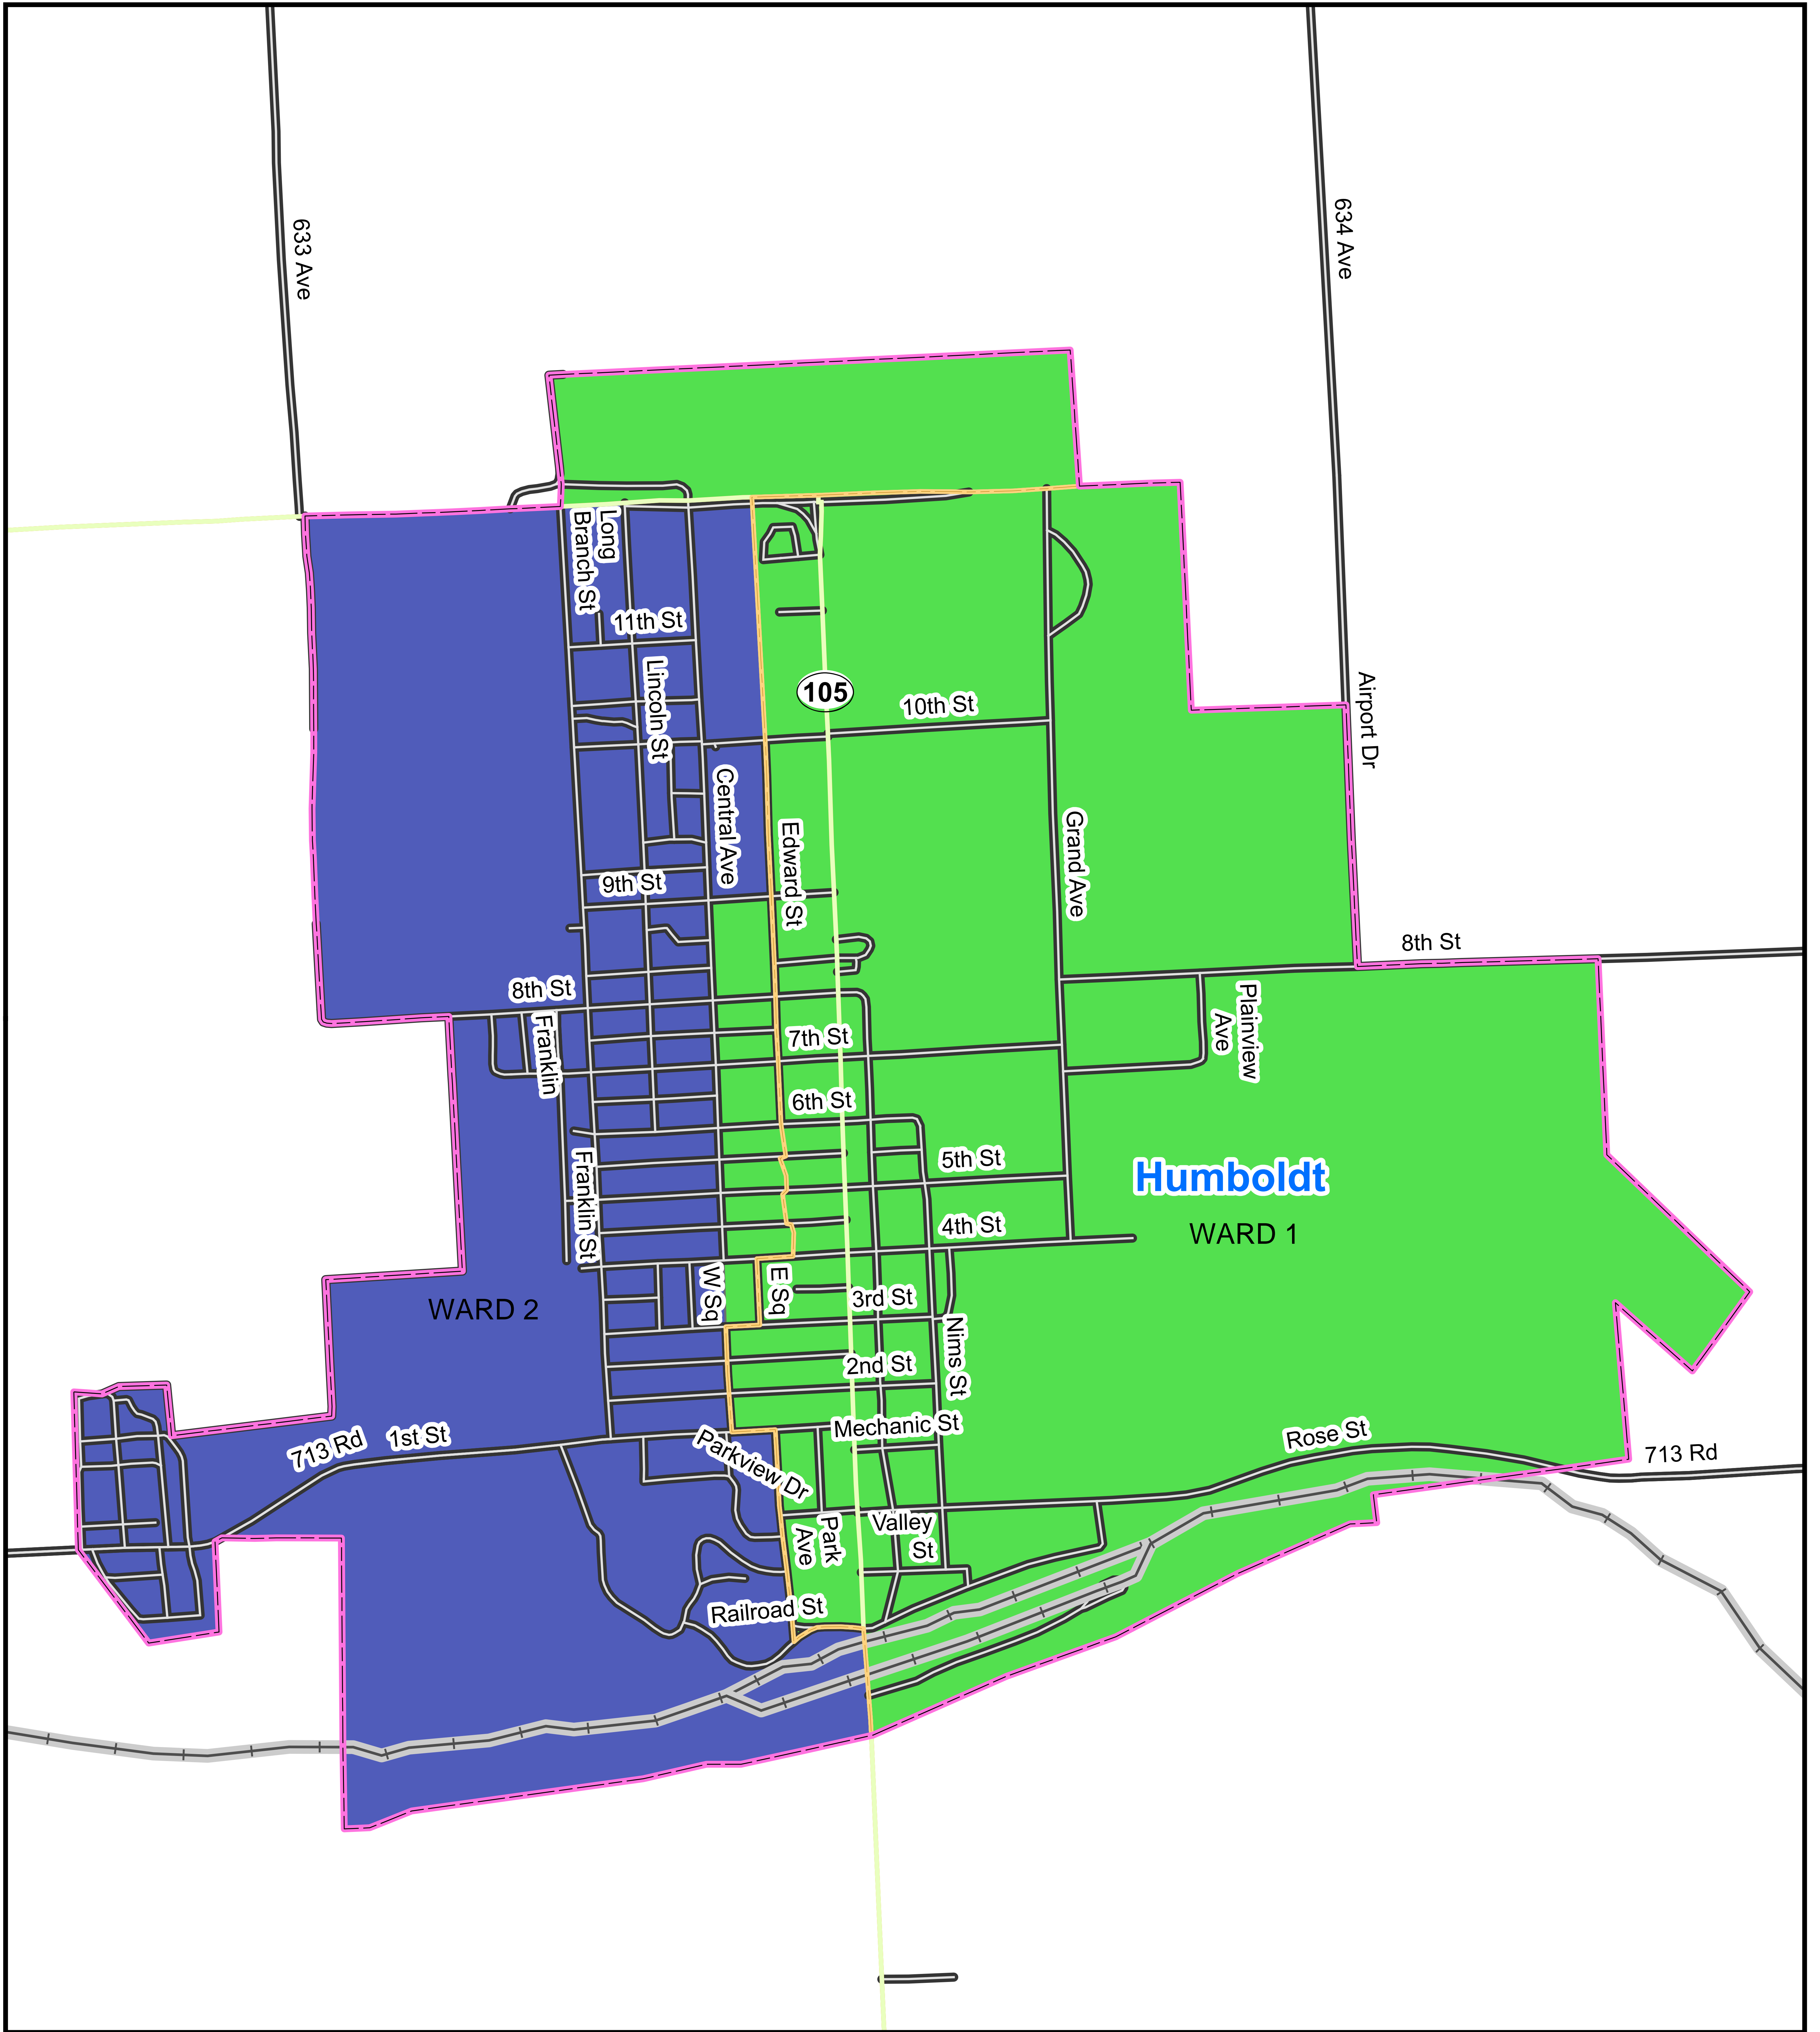 633 Ave
634 Ave
Long
Branch St
11th St
Lincoln St
105
10th St
Airport Dr
Central Ave
Edward St
Grand Ave
9th St
8th St
8th St
Franklin
7th St
Plainview
Ave
6th St
Franklin St
5th St
Humboldt
4th St
WARD 1
W Sq
E Sq
3rd St
WARD 2
Nims St
2nd St
Mechanic St
713 Rd
1st St
Parkview Dr
Rose St
713 Rd
Park
Ave
Valley
St
Railroad St